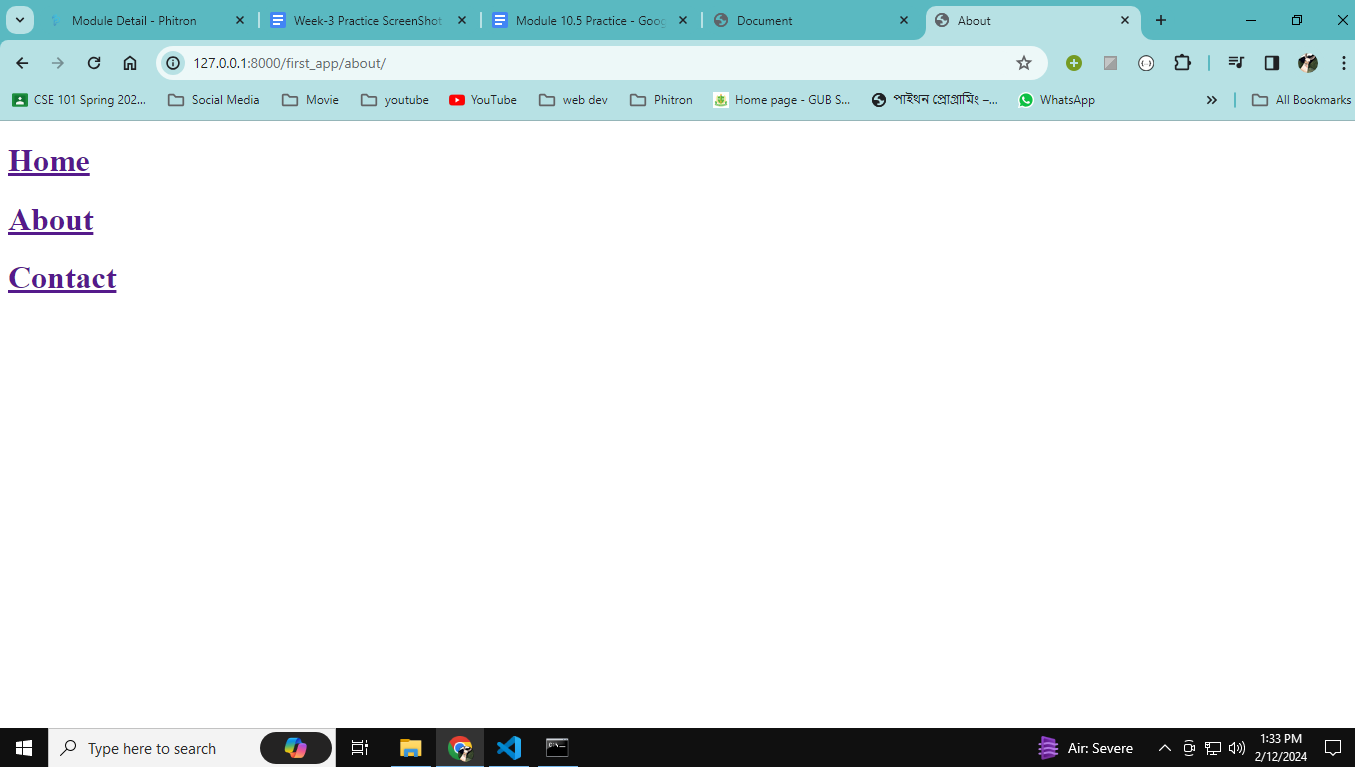 Module Detail - Phitron
Week-3 Practice ScreenShot
Module 10.5 Practice - Goog
Document
About
127.0.0.1:8000/first_app/about/
CSE 101 Spring 202...
Social Media
Movie
youtube
YouTube
web dev
Phitron
Home page - GUB S...
পাইথন প্রোগ্রামিং –...
WhatsApp
All Bookmarks
Home
About
Contact
Type here to search
Air: Severe
1:33 PM
2/12/2024